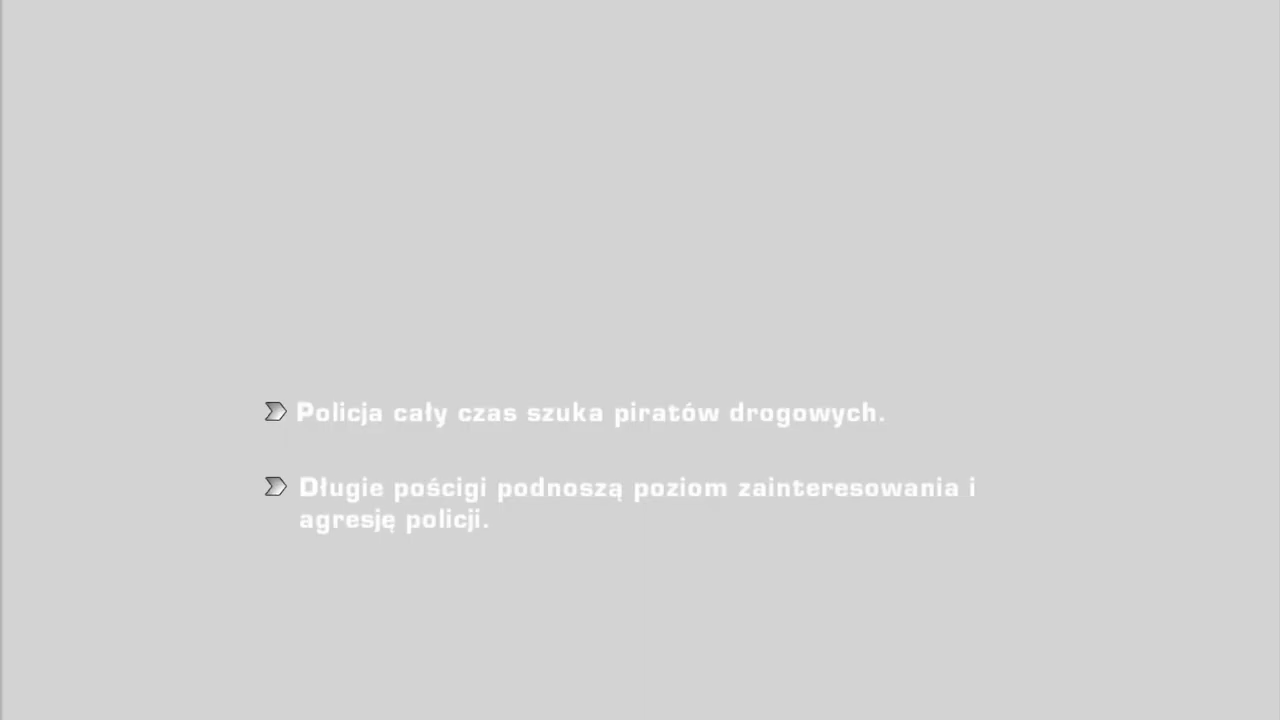 Policja cały czas szuka piratów drogowych.
Długie pościgi podnoszą poziom zainteresowania i
agresję policji.